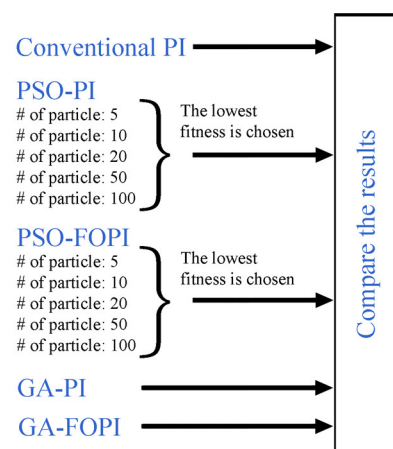 Conventional PI
PSO-PI
# of particle: 5
# of particle: 10
# of particle: 20
# of particle: 50
# of particle: 100
The lowest
fitness is chosen
PSO-FOPI
# of particle: 5
# of particle: 10
# of particle: 20
# of particle: 50
# of particle: 100
The lowest
fitness is chosen
GA-PI
GA-FOPI
Compare the results